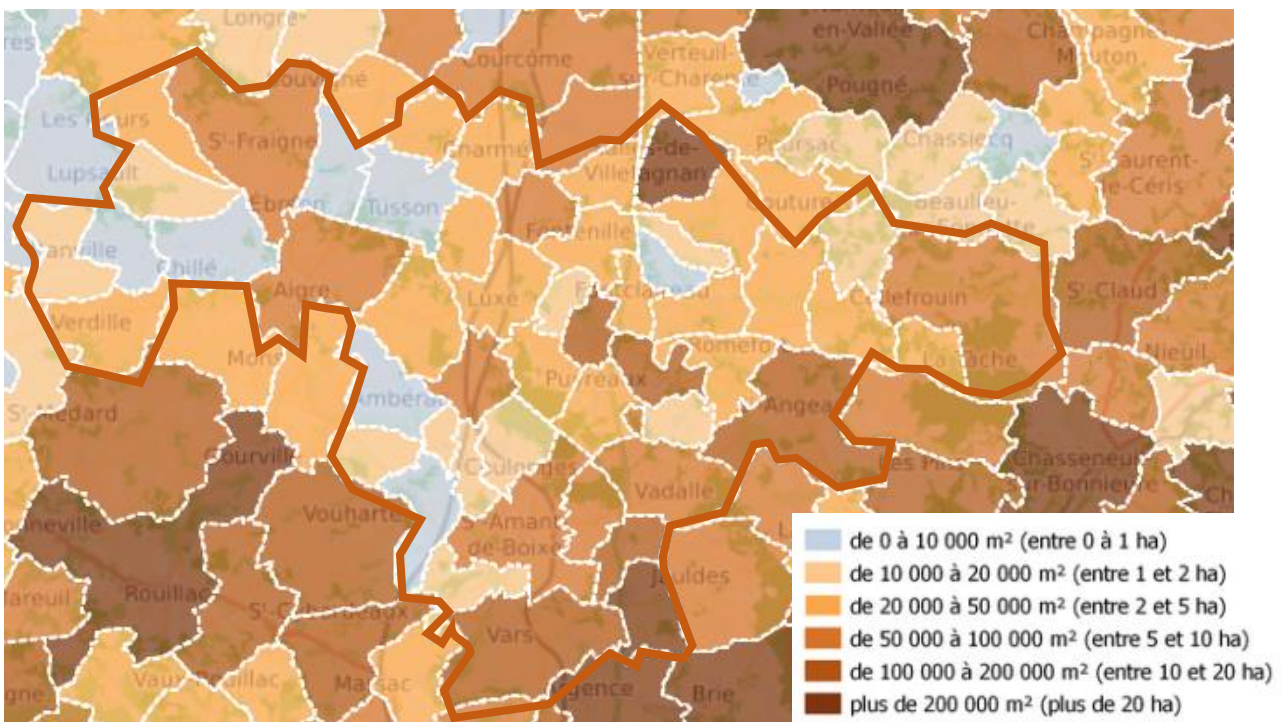 Longré
en-Vallée
Champagne-
Mouton
Courcôme
Verteuil-
sur-Charente
Souvigné
Pougné
Les Gours
St-Fraigne
Charmé
Poursac
Chassiecq
Lupsault
Villefagnan
St-Laurent-
de-Céris
Ebréon
Tusson
Couture
Beaulieu-
Ranville
Fontenille
Chillé
Aigre
Luxé
Cellefrouin
St-Claud
Verdille
Mons
Romefort
La Tâche
Nieuil
St-Médard
Ambérac
Puyréaux
Angeac
Gourville
Coulonges
Les Pins
Chasseneuil-
sur-Bonnieure
Vouharte
Vadalle
St-Amant
de-Boixe
Rouillac
Jauldes
Mareuil
St-Cybardeaux
Vars
Vaux-Rouillac
Marsac
Brie
de 0 à 10 000 m² (entre 0 à 1 ha)
de 10 000 à 20 000 m² (entre 1 et 2 ha)
de 20 000 à 50 000 m² (entre 2 et 5 ha)
de 50 000 à 100 000 m² (entre 5 et 10 ha)
de 100 000 à 200 000 m² (entre 10 et 20 ha)
plus de 200 000 m² (plus de 20 ha)